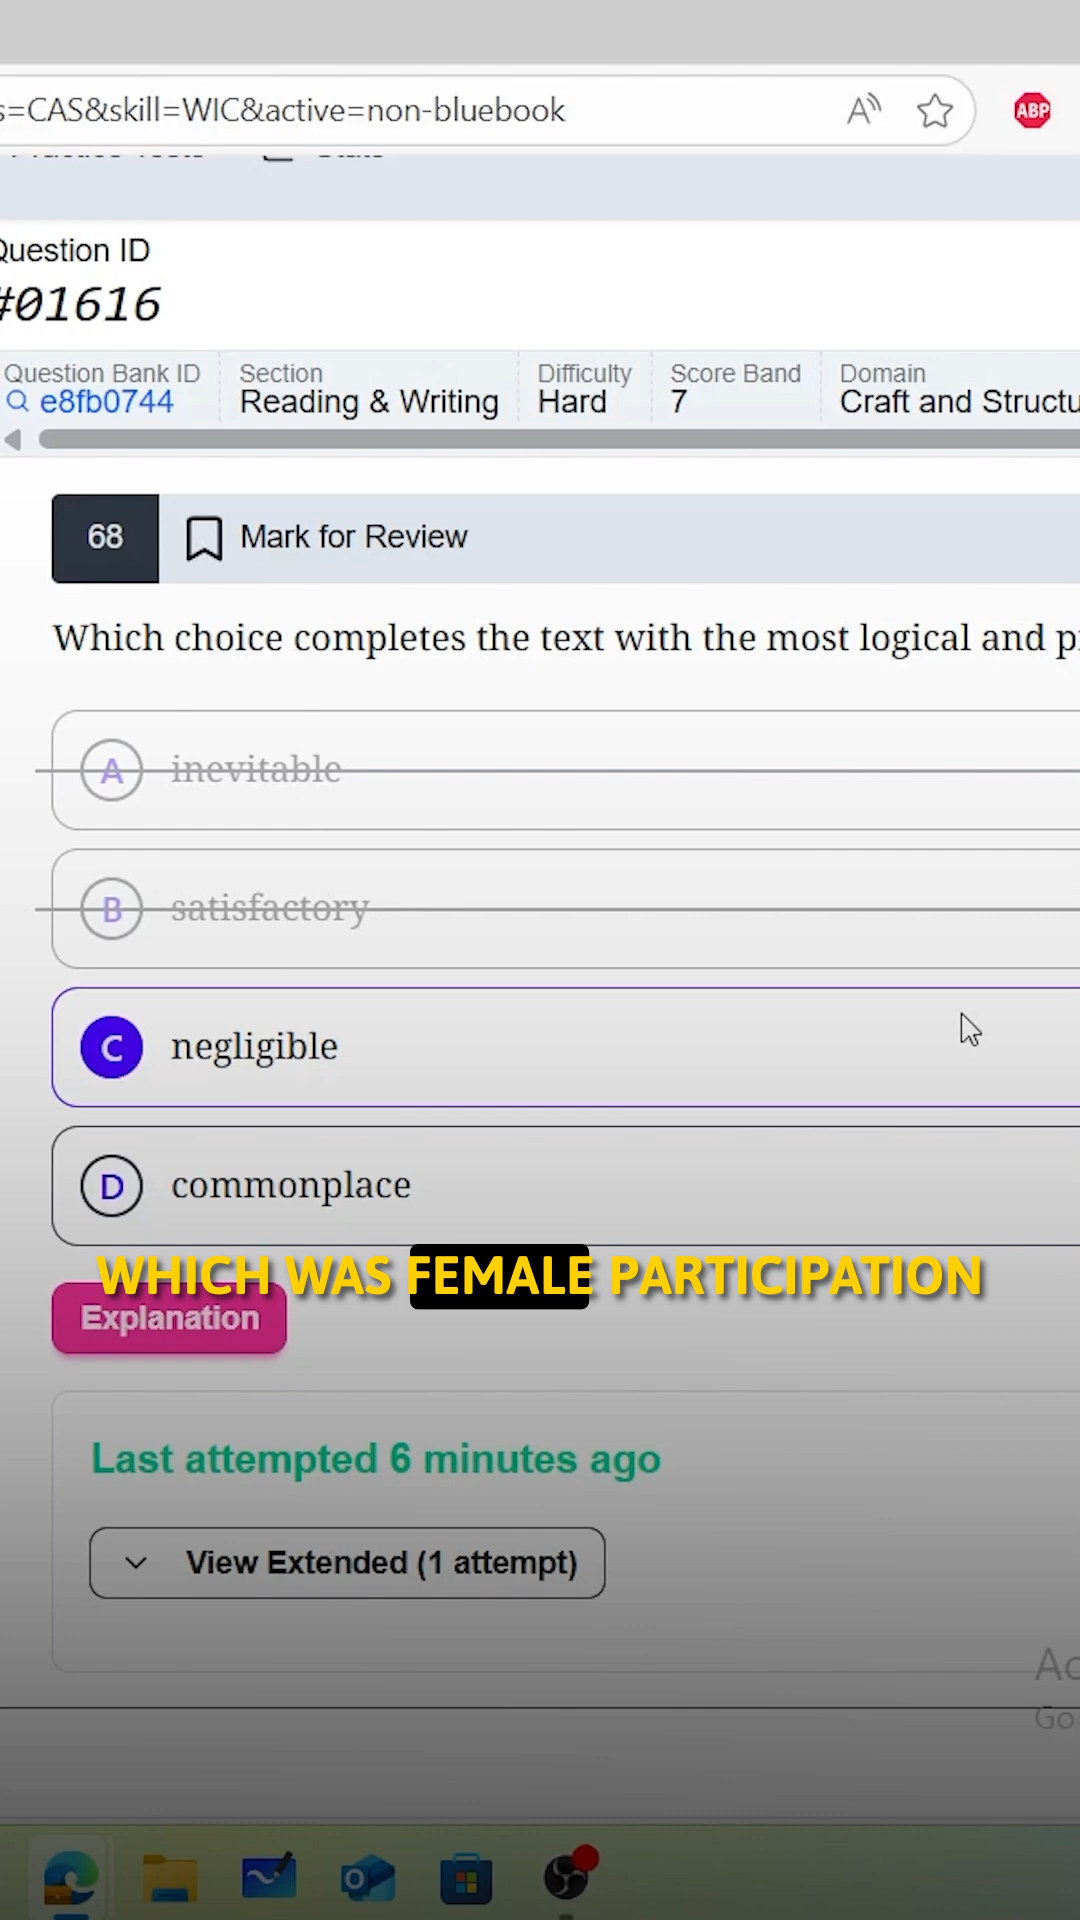 s=CAS&skill=WIC&active=non-bluebook
ABP
Question ID
#01616
Question Bank ID
e8fb0744
Section
Reading & Writing
Difficulty
Hard
Score Band
7
Domain
Craft and Structu
68
Mark for Review
Which choice completes the text with the most logical and p
A inevitable
B satisfactory
C negligible
D commonplace
WHICH WAS FEMALE PARTICIPATION
Explanation
Last attempted 6 minutes ago
View Extended (1 attempt)
Go